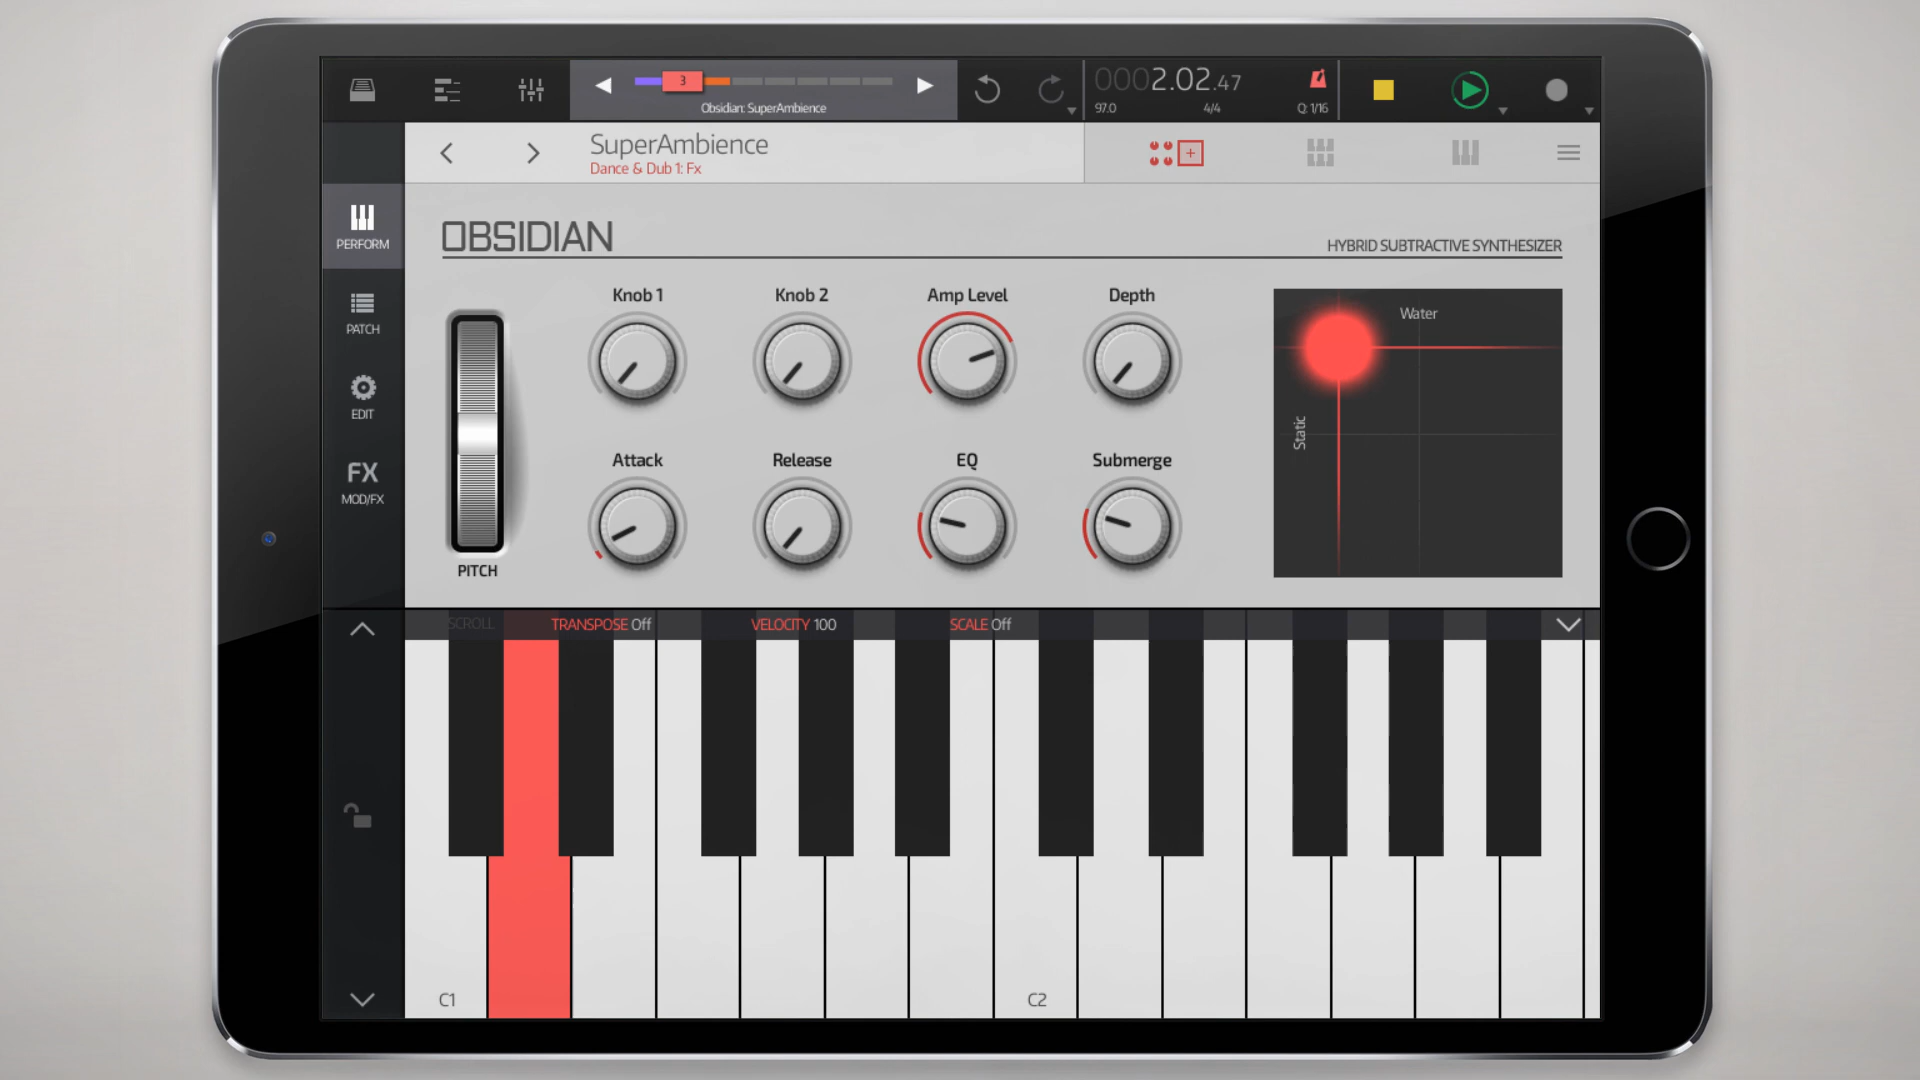 3
Obsidian: SuperAmbience
0002.02.47
97.0
4/4
Q: 1/16
SuperAmbience
Dance & Dub 1: Fx
PERFORM
PATCH
EDIT
FX
MOD/FX
OBSIDIAN
HYBRID SUBTRACTIVE SYNTHESIZER
Knob 1
Knob 2
Amp Level
Depth
Attack
Release
EQ
Submerge
PITCH
Water
Static
SCROLL
TRANSPOSE Off
VELOCITY 100
SCALE Off
C1
C2